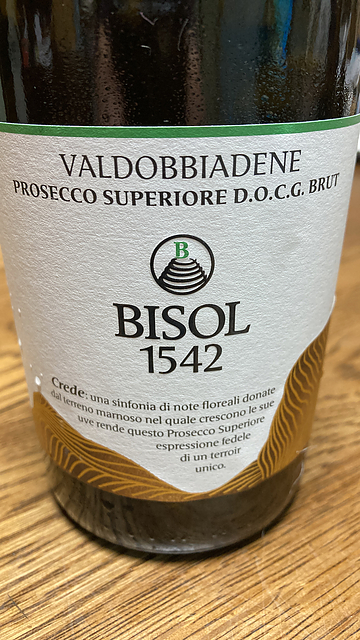 VALDOBBIADENE
PROSECCO SUPERIORE D.O.C.G. BRUT
B
BISOL
1542
Crede: una sinfonia di note floreali donate
dal terreno marnoso nel quale crescono le sue
uve rende questo Prosecco Superiore
espressione fedele
di un terroir
unico.